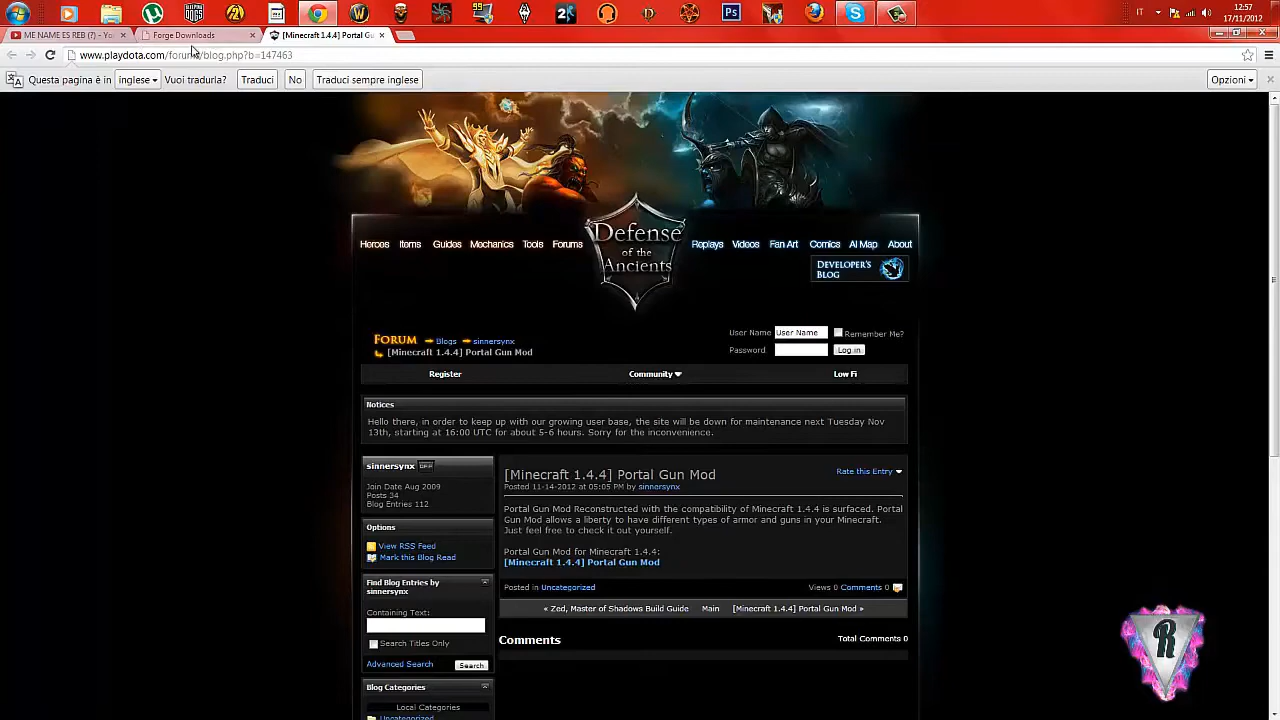 IT
12:57
17/11/2012
ME NAME ES REB (?) - Yo
Forge Downloads
[Minecraft 1.4.4] Portal Gu
www.playdota.com/forums/blog.php?b=147463
Questa pagina è in inglese Vuoi tradurla? Traduci No Traduci sempre inglese Opzioni
Heroes Items Guides Mechanics Tools Forums
Defense
of the
Ancients
Replays Videos Fan Art Comics AI Map About
DEVELOPER'S
BLOG
FORUM Blogs sinnersynx
[Minecraft 1.4.4] Portal Gun Mod
User Name User Name Remember Me?
Password Log in
Register Community Low Fi
Notices
Hello there, in order to keep up with our growing user base, the site will be down for maintenance next Tuesday Nov
13th, starting at 16:00 UTC for about 5-6 hours. Sorry for the inconvenience.
sinnersynx OFF
Join Date Aug 2009
Posts 34
Blog Entries 112
Options
View RSS Feed
Mark this Blog Read
Find Blog Entries by
sinnersynx
Containing Text:
Search Titles Only
Advanced Search Search
Blog Categories
Local Categories
Uncategorized
[Minecraft 1.4.4] Portal Gun Mod
Rate this Entry
Posted 11-14-2012 at 05:05 PM by sinnersynx
Portal Gun Mod Reconstructed with the compatibility of Minecraft 1.4.4 is surfaced. Portal
Gun Mod allows a liberty to have different types of armor and guns in your Minecraft.
Just feel free to check it out yourself.
Portal Gun Mod for Minecraft 1.4.4:
[Minecraft 1.4.4] Portal Gun Mod
Posted in Uncategorized
Views 0 Comments 0
« Zed, Master of Shadows Build Guide Main [Minecraft 1.4.4] Portal Gun Mod »
Comments
Total Comments 0
R